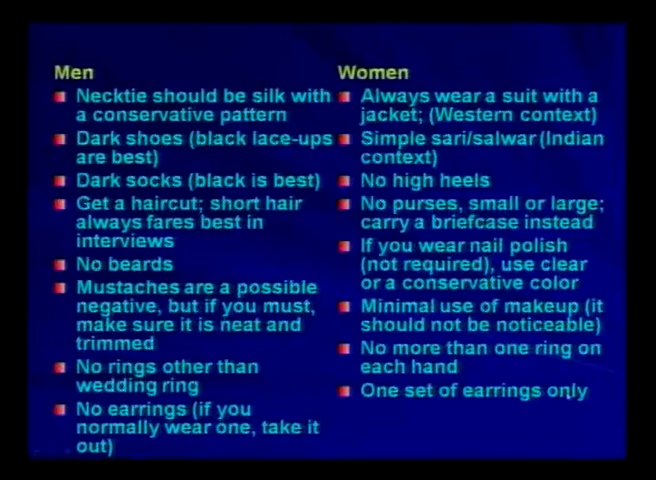 Men
Necktie should be silk with
a conservative pattern
Dark shoes (black lace-ups
are best)
Dark socks (black is best)
Get a haircut; short hair
always fares best in
interviews
No beards
Mustaches are a possible
negative, but if you must,
make sure it is neat and
trimmed
No rings other than
wedding ring
No earrings (if you
normally wear one, take it
out)
Women
Always wear a suit with a
jacket; (Western context)
Simple sari/salwar (Indian
context)
No high heels
No purses, small or large;
carry a briefcase instead
If you wear nail polish
(not required), use clear
or a conservative color
Minimal use of makeup (it
should not be noticeable)
No more than one ring on
each hand
One set of earrings only